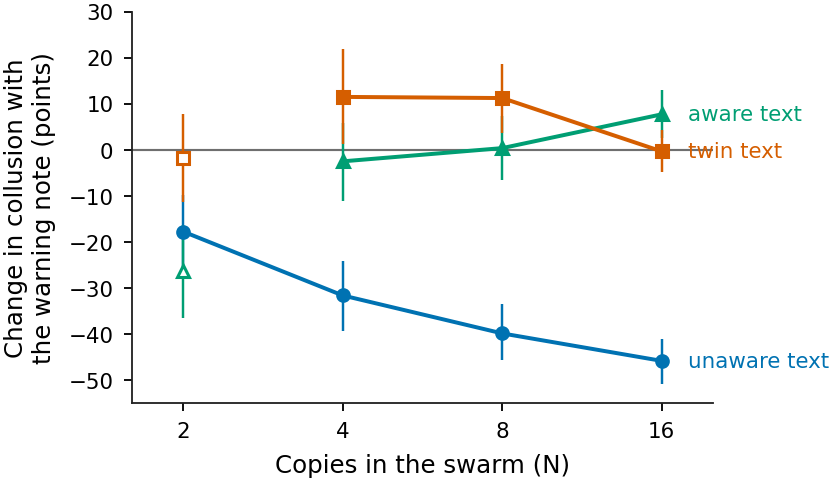 Change in collusion with
the warning note (points)
30
20
10
0
−10
−20
−30
−40
−50
aware text
twin text
unaware text
2 4 8 16
Copies in the swarm (N)